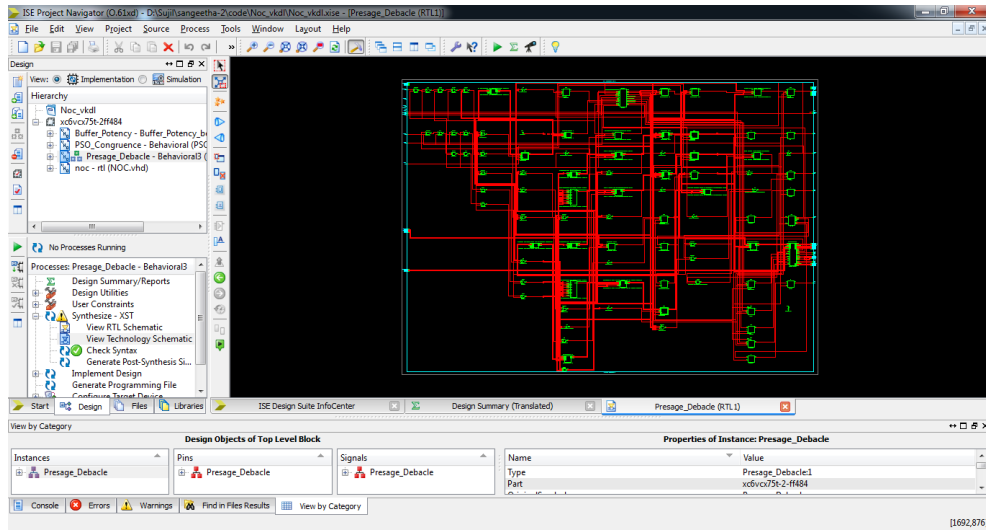 ISE Project Navigator (O.61xd) - D:\Sujil\sangeetha-2\code\Noc_vkdl\Noc_vkdl.xise - [Presage_Debacle (RTL1)]
File Edit View Project Source Process Tools Window Layout Help
Design
View: Implementation Simulation
Hierarchy
Noc_vkdl
xc6vcx75t-2ff484
Buffer_Potency - Buffer_Potency_b
PSO_Congruence - Behavioral (PSO
Presage_Debacle - Behavioral3 (
noc - rtl (NOC.vhd)
No Processes Running
Processes: Presage_Debacle - Behavioral3
Design Summary/Reports
Design Utilities
User Constraints
Synthesize - XST
View RTL Schematic
View Technology Schematic
Check Syntax
Generate Post-Synthesis Si...
Implement Design
Generate Programming File
Configure Target Device
Start Design Files Libraries
ISE Design Suite InfoCenter Design Summary (Translated) Presage_Debacle (RTL1)
View by Category
Design Objects of Top Level Block Properties of Instance: Presage_Debacle
Instances Pins Signals Name Value
Presage_Debacle Presage_Debacle Presage_Debacle Type Presage_Debacle:1
Part xc6vcx75t-2-ff484
Console Errors Warnings Find in Files Results View by Category
[1692,876